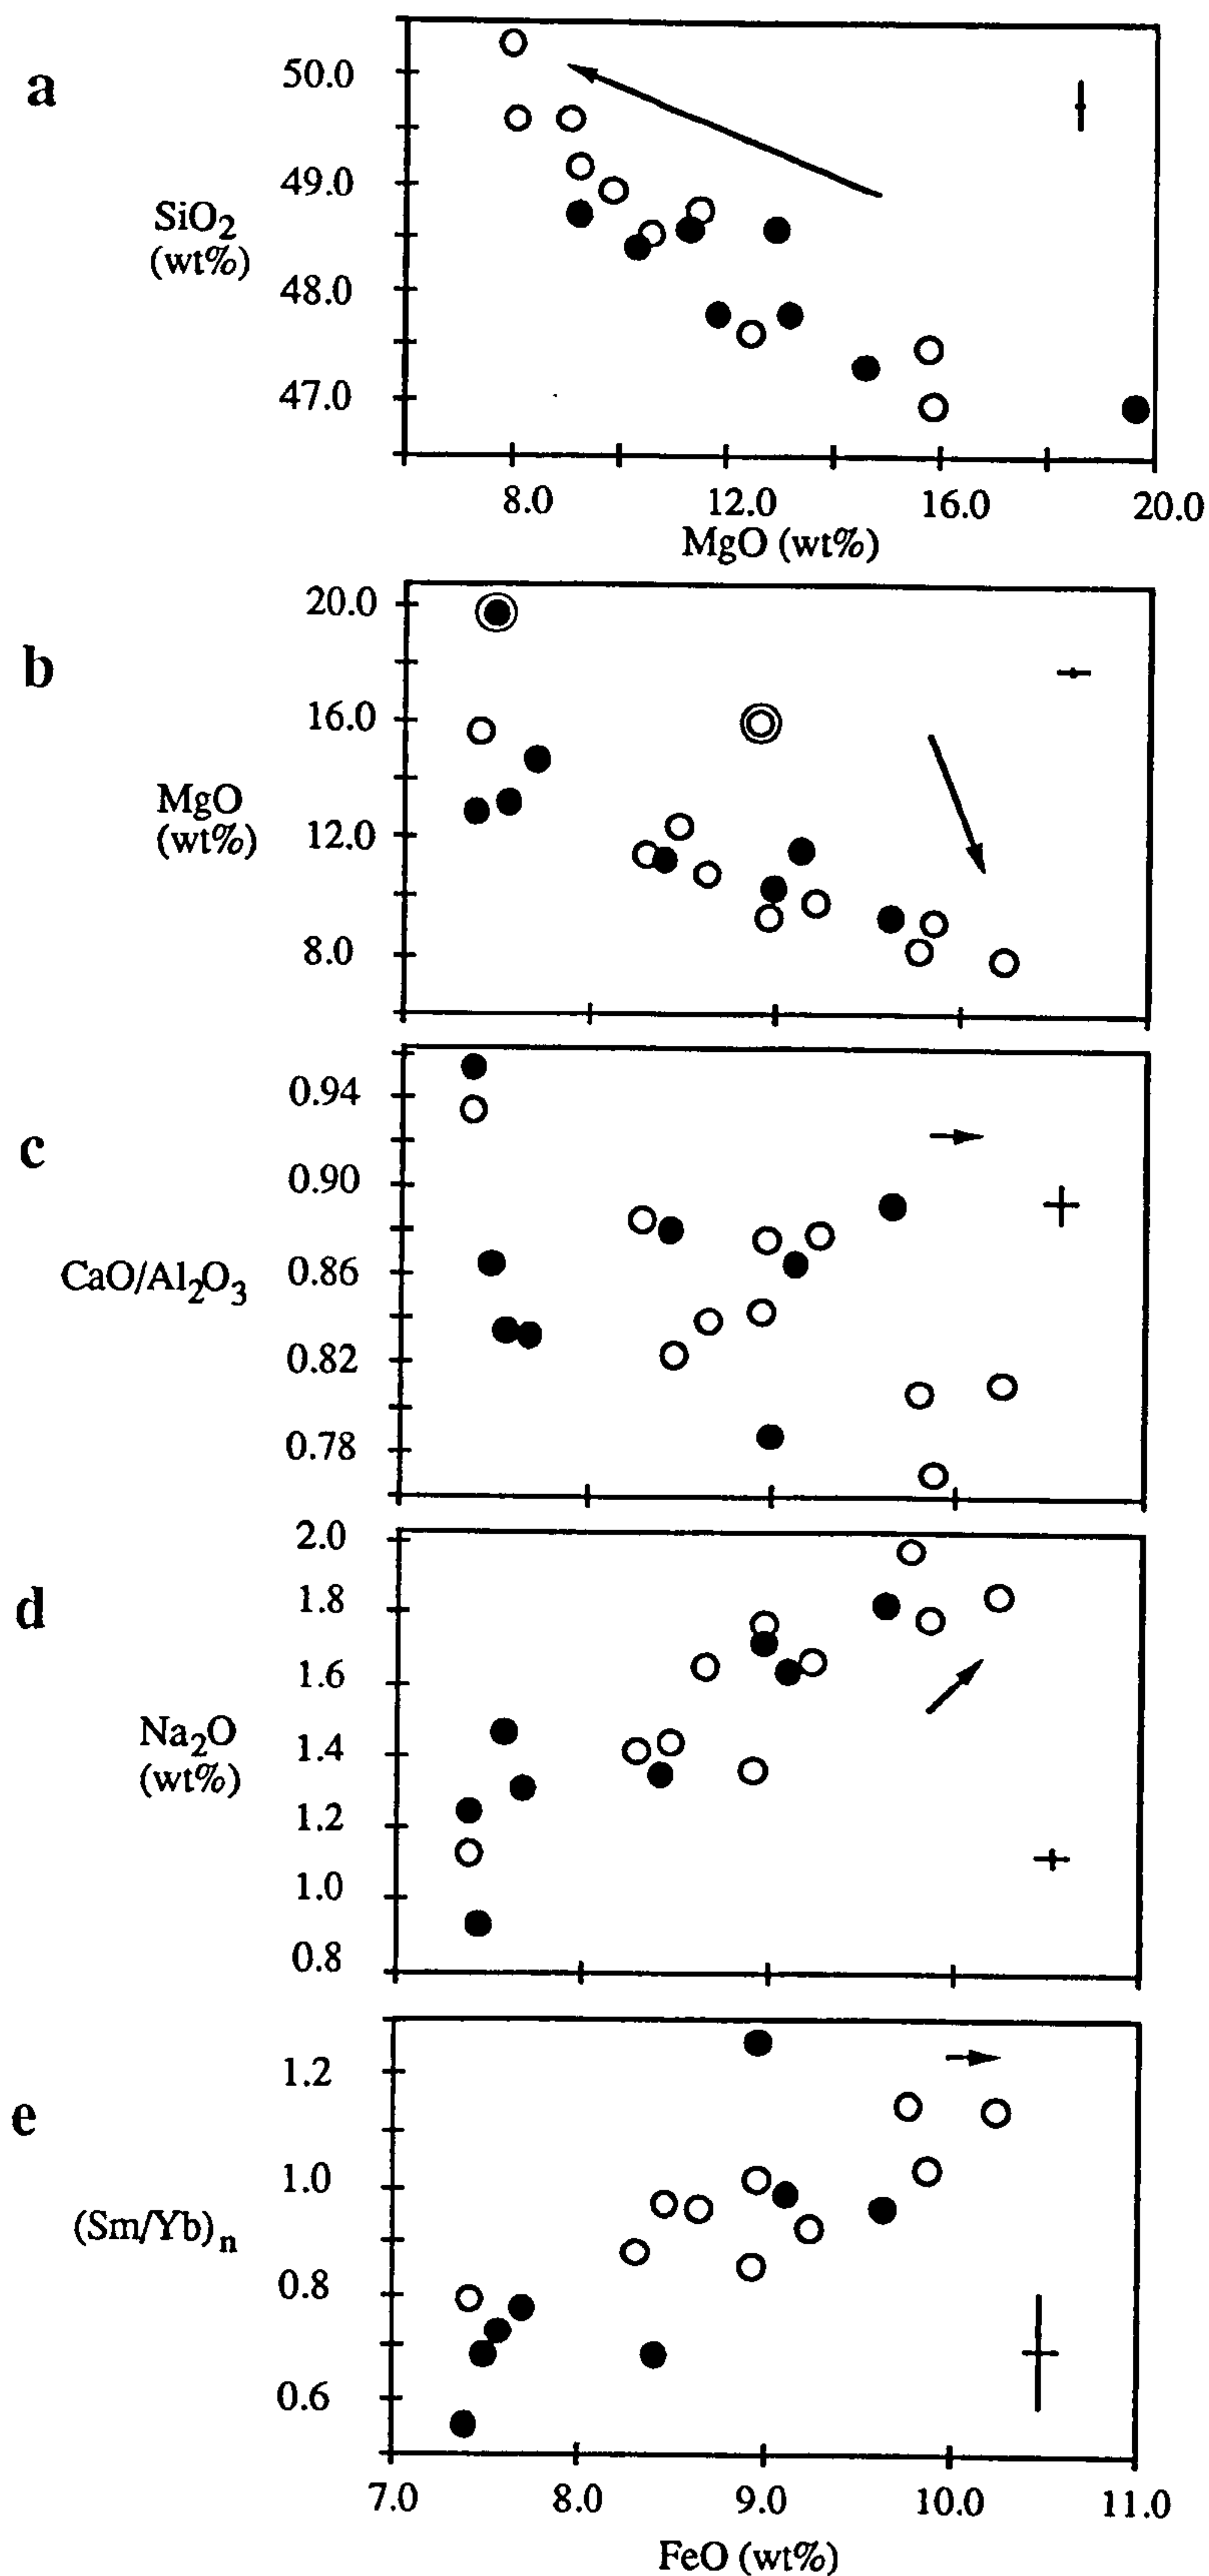 a
50.0
49.0
SiO₂
(wt%)
48.0
47.0
8.0 12.0 16.0 20.0
MgO (wt%)
b
20.0
16.0
MgO
(wt%)
12.0
8.0
c
0.94
0.90
CaO/Al₂O₃
0.86
0.82
0.78
d
2.0
1.8
1.6
Na₂O
(wt%)
1.4
1.2
1.0
0.8
e
1.2
1.0
(Sm/Yb)ₙ
0.8
0.6
7.0 8.0 9.0 10.0 11.0
FeO (wt%)